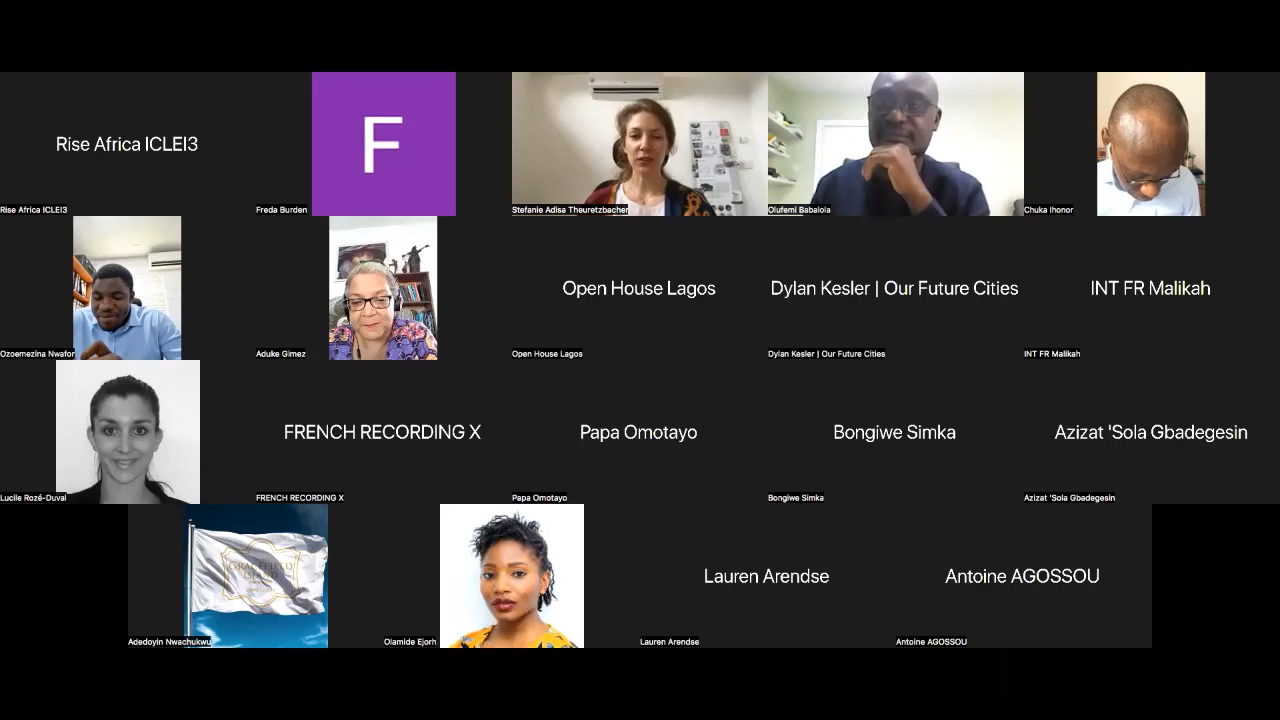 Rise Africa ICLEI3
Rise Africa ICLEI3
F
Freda Burden
Stefanie Adisa Theuretzbacher
Olufemi Babalola
Chuka Ihonor
Ozoemezina Nwafor
Aduke Gimez
Open House Lagos
Open House Lagos
Dylan Kesler | Our Future Cities
Dylan Kesler | Our Future Cities
INT FR Malikah
INT FR Malikah
Lucile Rozé-Duval
FRENCH RECORDING X
FRENCH RECORDING X
Papa Omotayo
Papa Omotayo
Bongiwe Simka
Bongiwe Simka
Azizat 'Sola Gbadegesin
Azizat 'Sola Gbadegesin
GRACEFIELD
ISLAND
Adedoyin Nwachukwu
Olamide Ejorh
Lauren Arendse
Lauren Arendse
Antoine AGOSSOU
Antoine AGOSSOU